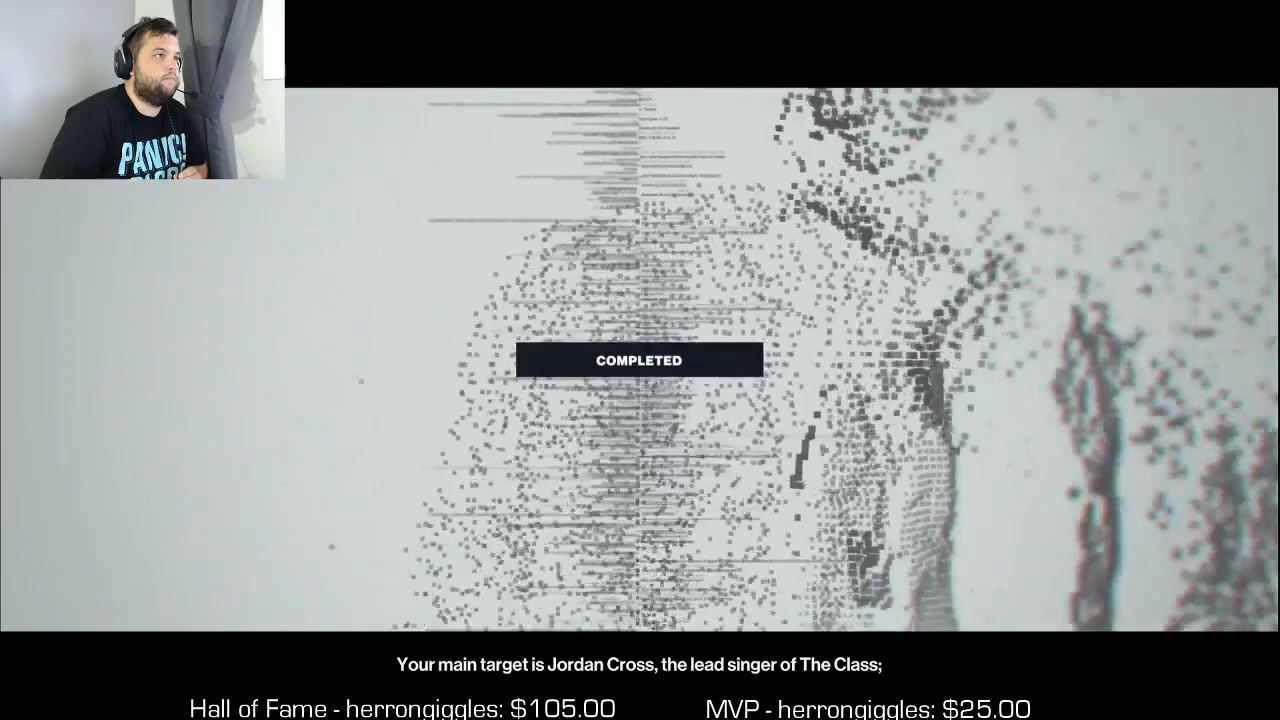 PANIC!
COMPLETED
Your main target is Jordan Cross, the lead singer of The Class;
Hall of Fame - herrongiggles: $105.00
MVP - herrongiggles: $25.00